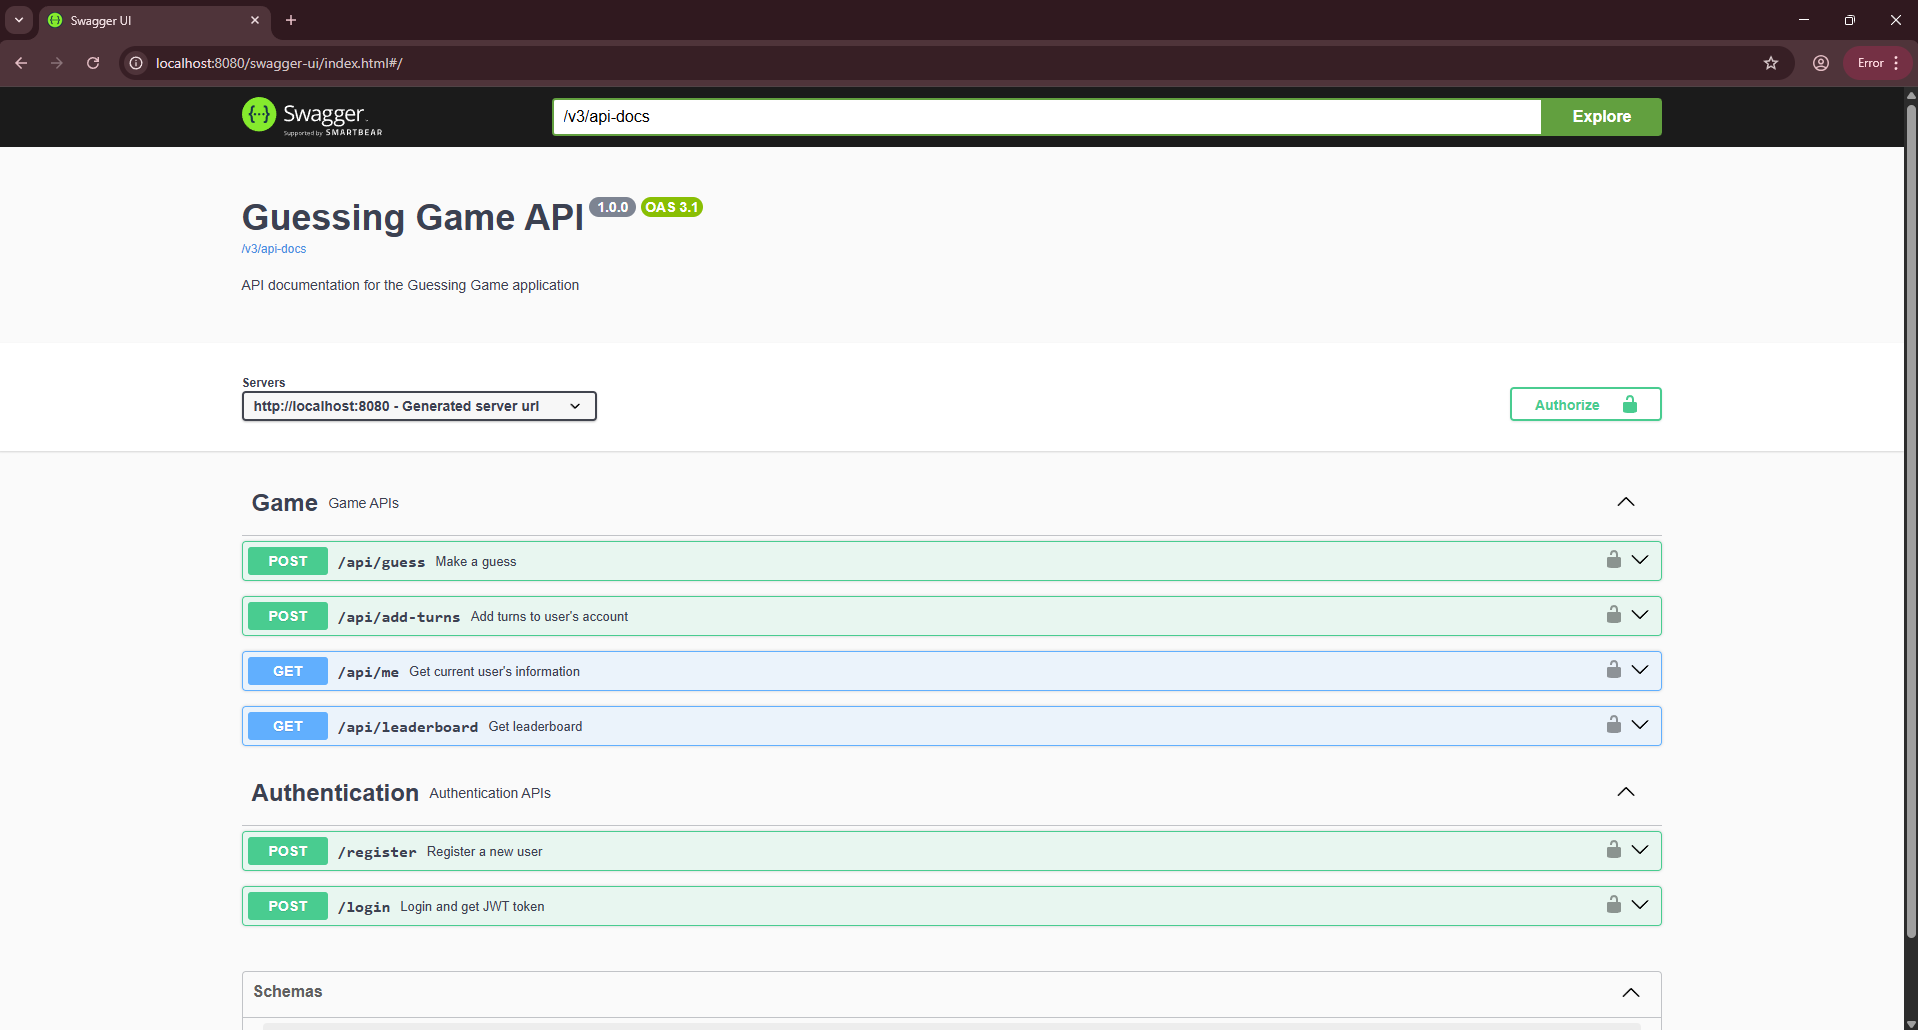 Swagger UI
localhost:8080/swagger-ui/index.html#/
Error
Swagger
Supported by SMARTBEAR
/v3/api-docs
Explore
Guessing Game API 1.0.0 OAS 3.1
/v3/api-docs
API documentation for the Guessing Game application
Servers
http://localhost:8080 - Generated server url
Authorize
Game Game APIs
POST /api/guess Make a guess
POST /api/add-turns Add turns to user's account
GET /api/me Get current user's information
GET /api/leaderboard Get leaderboard
Authentication Authentication APIs
POST /register Register a new user
POST /login Login and get JWT token
Schemas